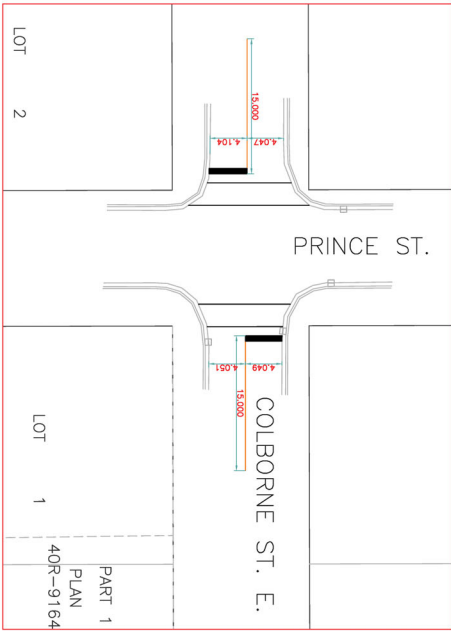 LOT 2
15.000
4.104
4.047
PRINCE ST.
4.051
4.049
15.000
COLBORNE ST. E.
LOT 1
PART 1
PLAN
40R-9164